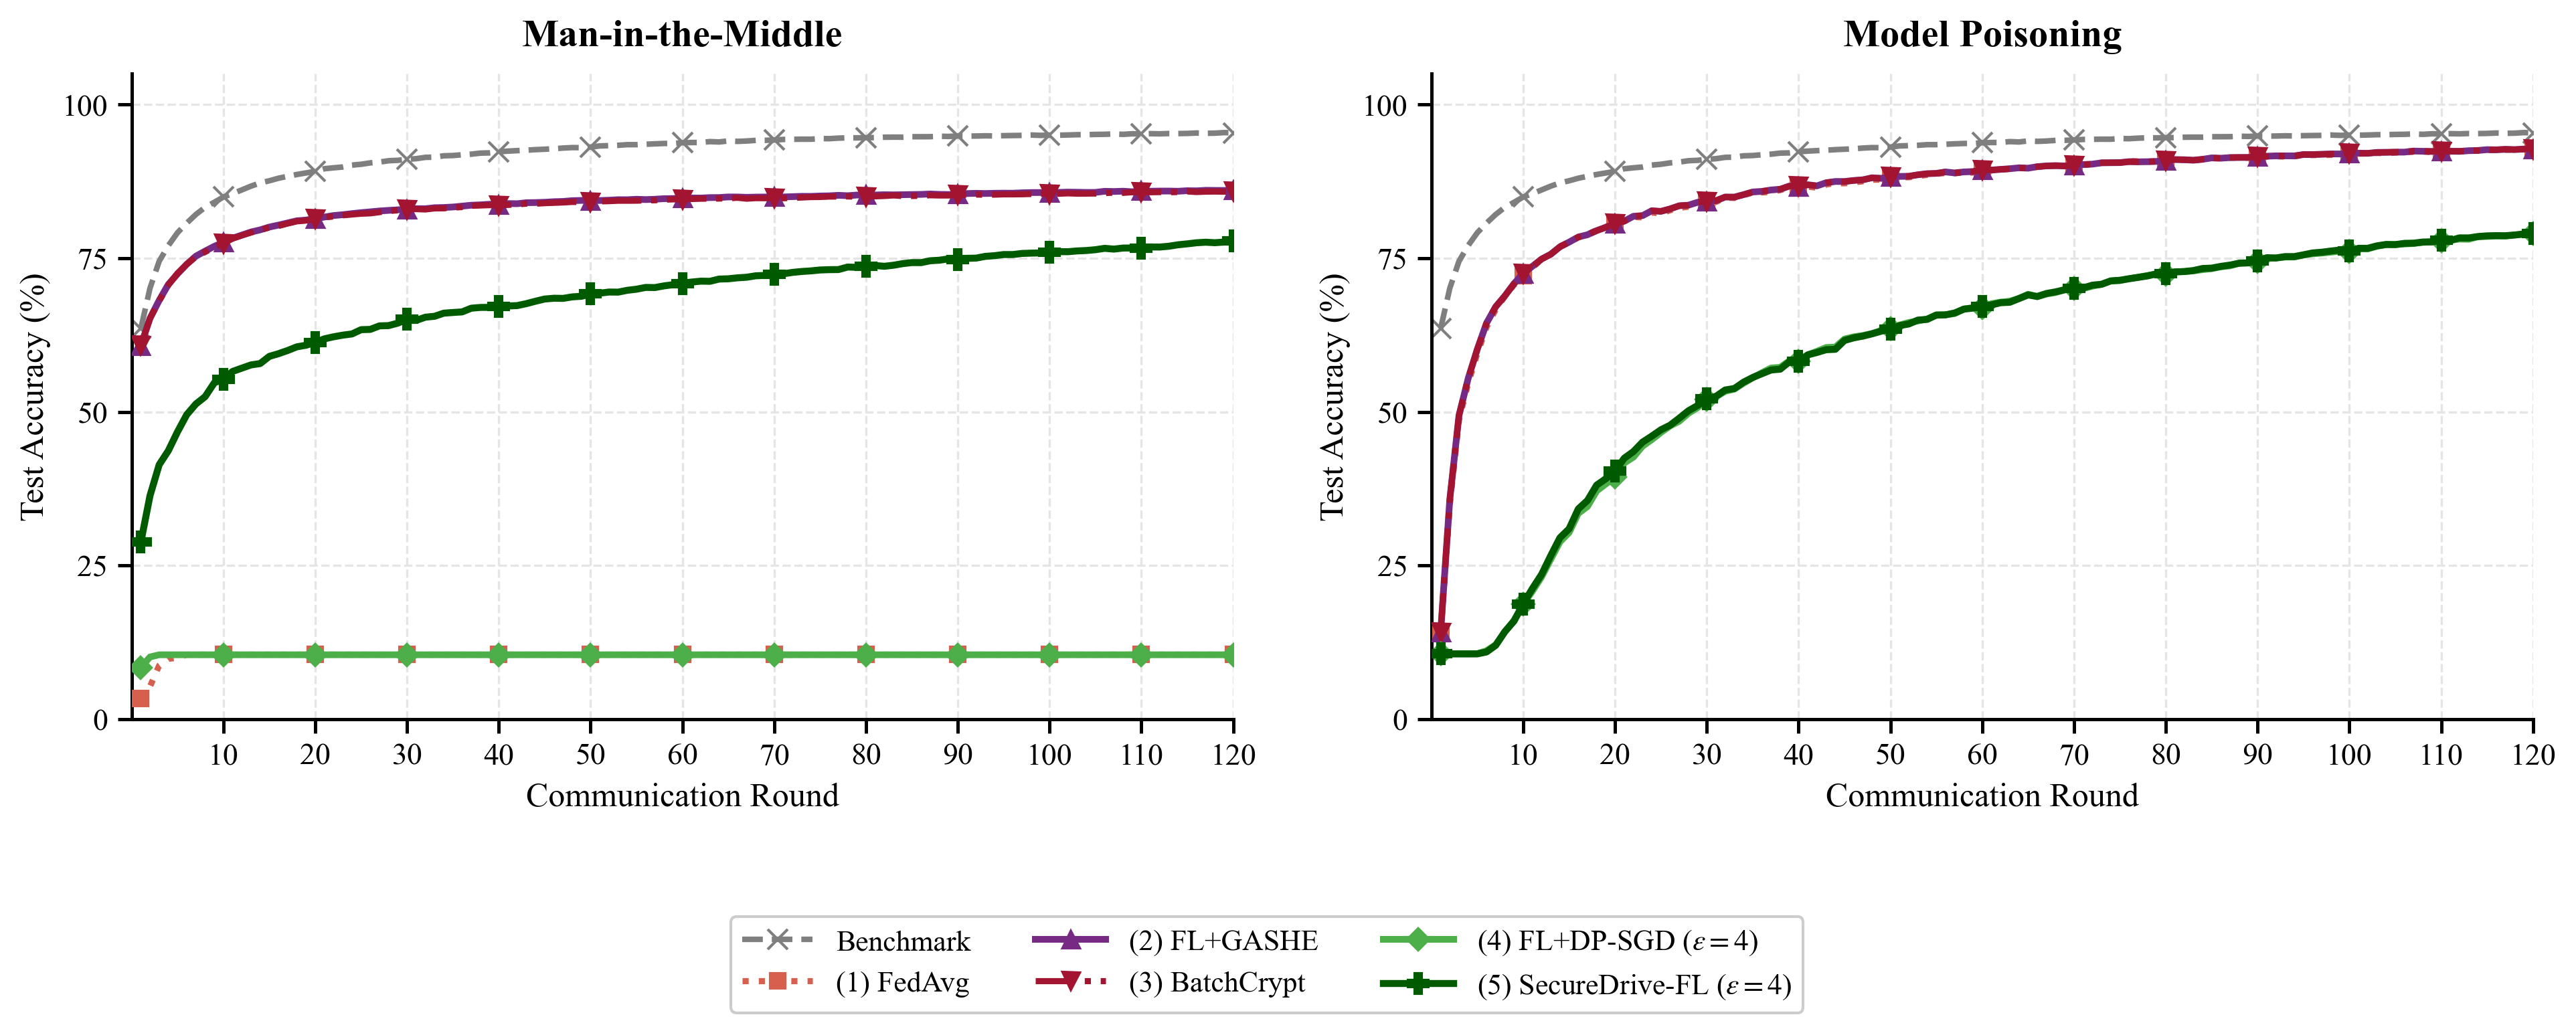 Man-in-the-Middle
Test Accuracy (%)
100
75
50
25
0
10 20 30 40 50 60 70 80 90 100 110 120
Communication Round
Model Poisoning
Test Accuracy (%)
100
75
50
25
0
10 20 30 40 50 60 70 80 90 100 110 120
Communication Round
Benchmark
(1) FedAvg
(2) FL+GASHE
(3) BatchCrypt
(4) FL+DP-SGD (ε = 4)
(5) SecureDrive-FL (ε = 4)